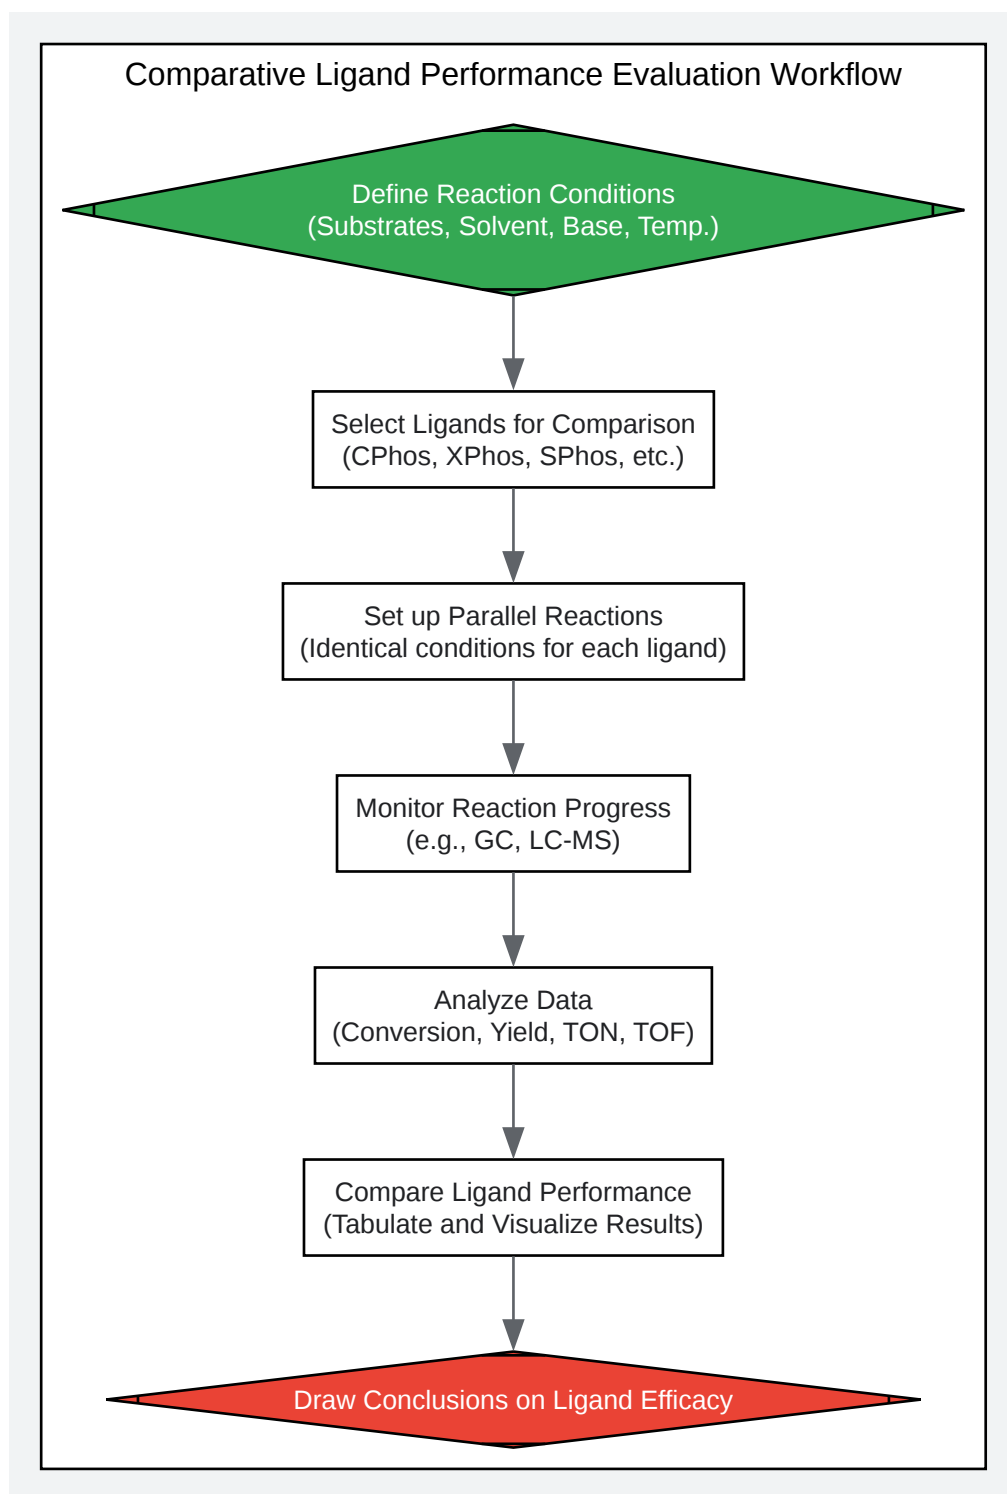 Comparative Ligand Performance Evaluation Workflow
Define Reaction Conditions
(Substrates, Solvent, Base, Temp.)
Select Ligands for Comparison
(CPhos, XPhos, SPhos, etc.)
Set up Parallel Reactions
(Identical conditions for each ligand)
Monitor Reaction Progress
(e.g., GC, LC-MS)
Analyze Data
(Conversion, Yield, TON, TOF)
Compare Ligand Performance
(Tabulate and Visualize Results)
Draw Conclusions on Ligand Efficacy